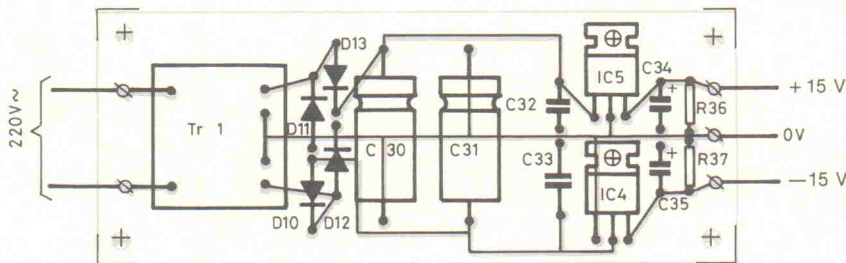 220V~
Tr 1
D13
D11
D10
D12
C 30
C31
C32
C33
IC5
C34
IC4
C35
R36
R37
+ 15 V
0V
—15 V
+
+